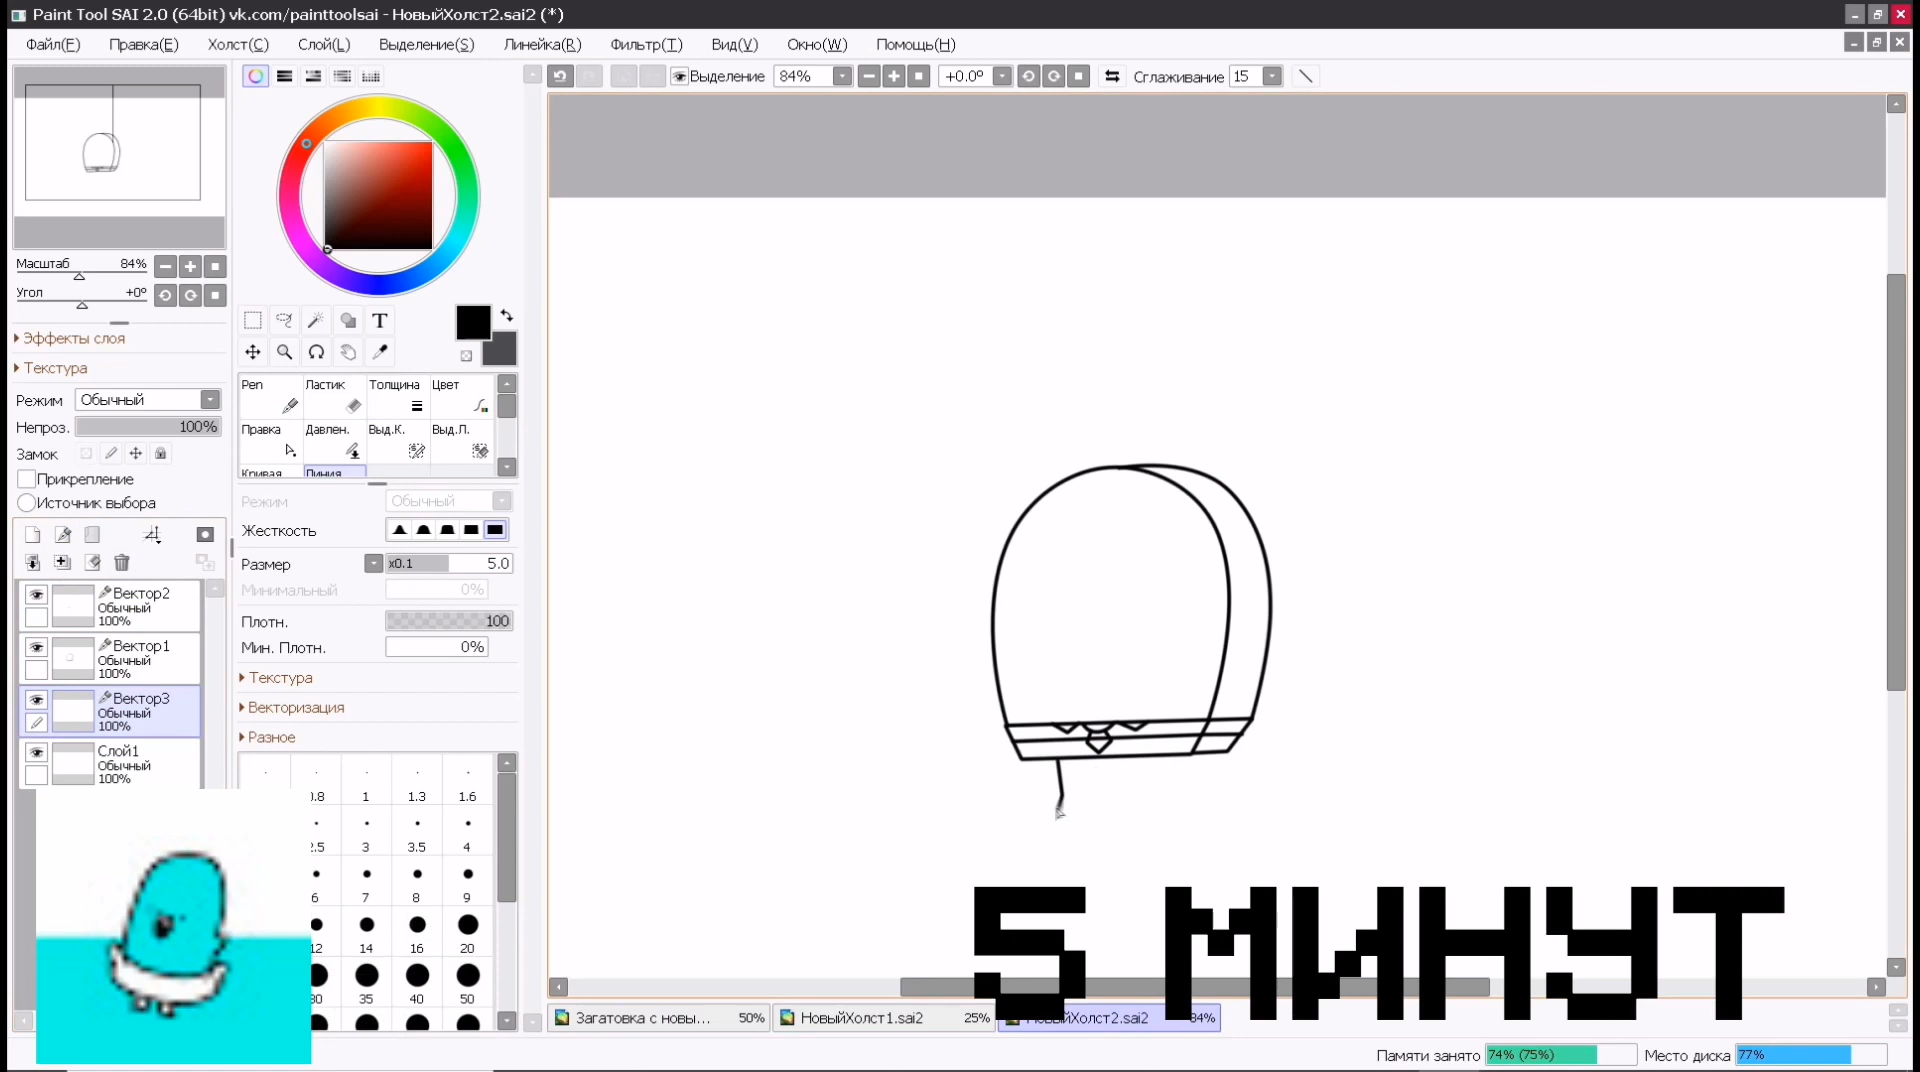 Paint Tool SAI 2.0 (64bit) vk.com/painttoolsai - НовыйХолст2.sai2 (*)
Файл(F) Правка(E) Холст(C) Слой(L) Выделение(S) Линейка(R) Фильтр(T) Вид(V) Окно(W) Помощь(H)
Выделение 84% +0.0° Сглаживание 15
Масштаб 84%
Угол +0°
Эффекты слоя
Текстура
Режим Обычный
Непроз. 100%
Замок
Прикрепление
Источник выбора
Вектор2
Обычный
100%
Вектор1
Обычный
100%
Вектор3
Обычный
100%
Слой1
Обычный
100%
T
Pen Ластик Толщина Цвет
Правка Давлен. Выд.К. Выд.Л.
Кривая Линия
Режим Обычный
Жесткость
Размер x0.1 5.0
Минимальный 0%
Плотн. 100
Мин. Плотн. 0%
Текстура
Векторизация
Разное
1 1.3 1.6
3 3.5 4
6 7 8 9
12 14 16 20
35 40 50
5 МИНУТ
Загатовка с новы... 50% НовыйХолст1.sai2 25% НовыйХолст2.sai2 84%
Памяти занято 74% (75%) Место диска 77%